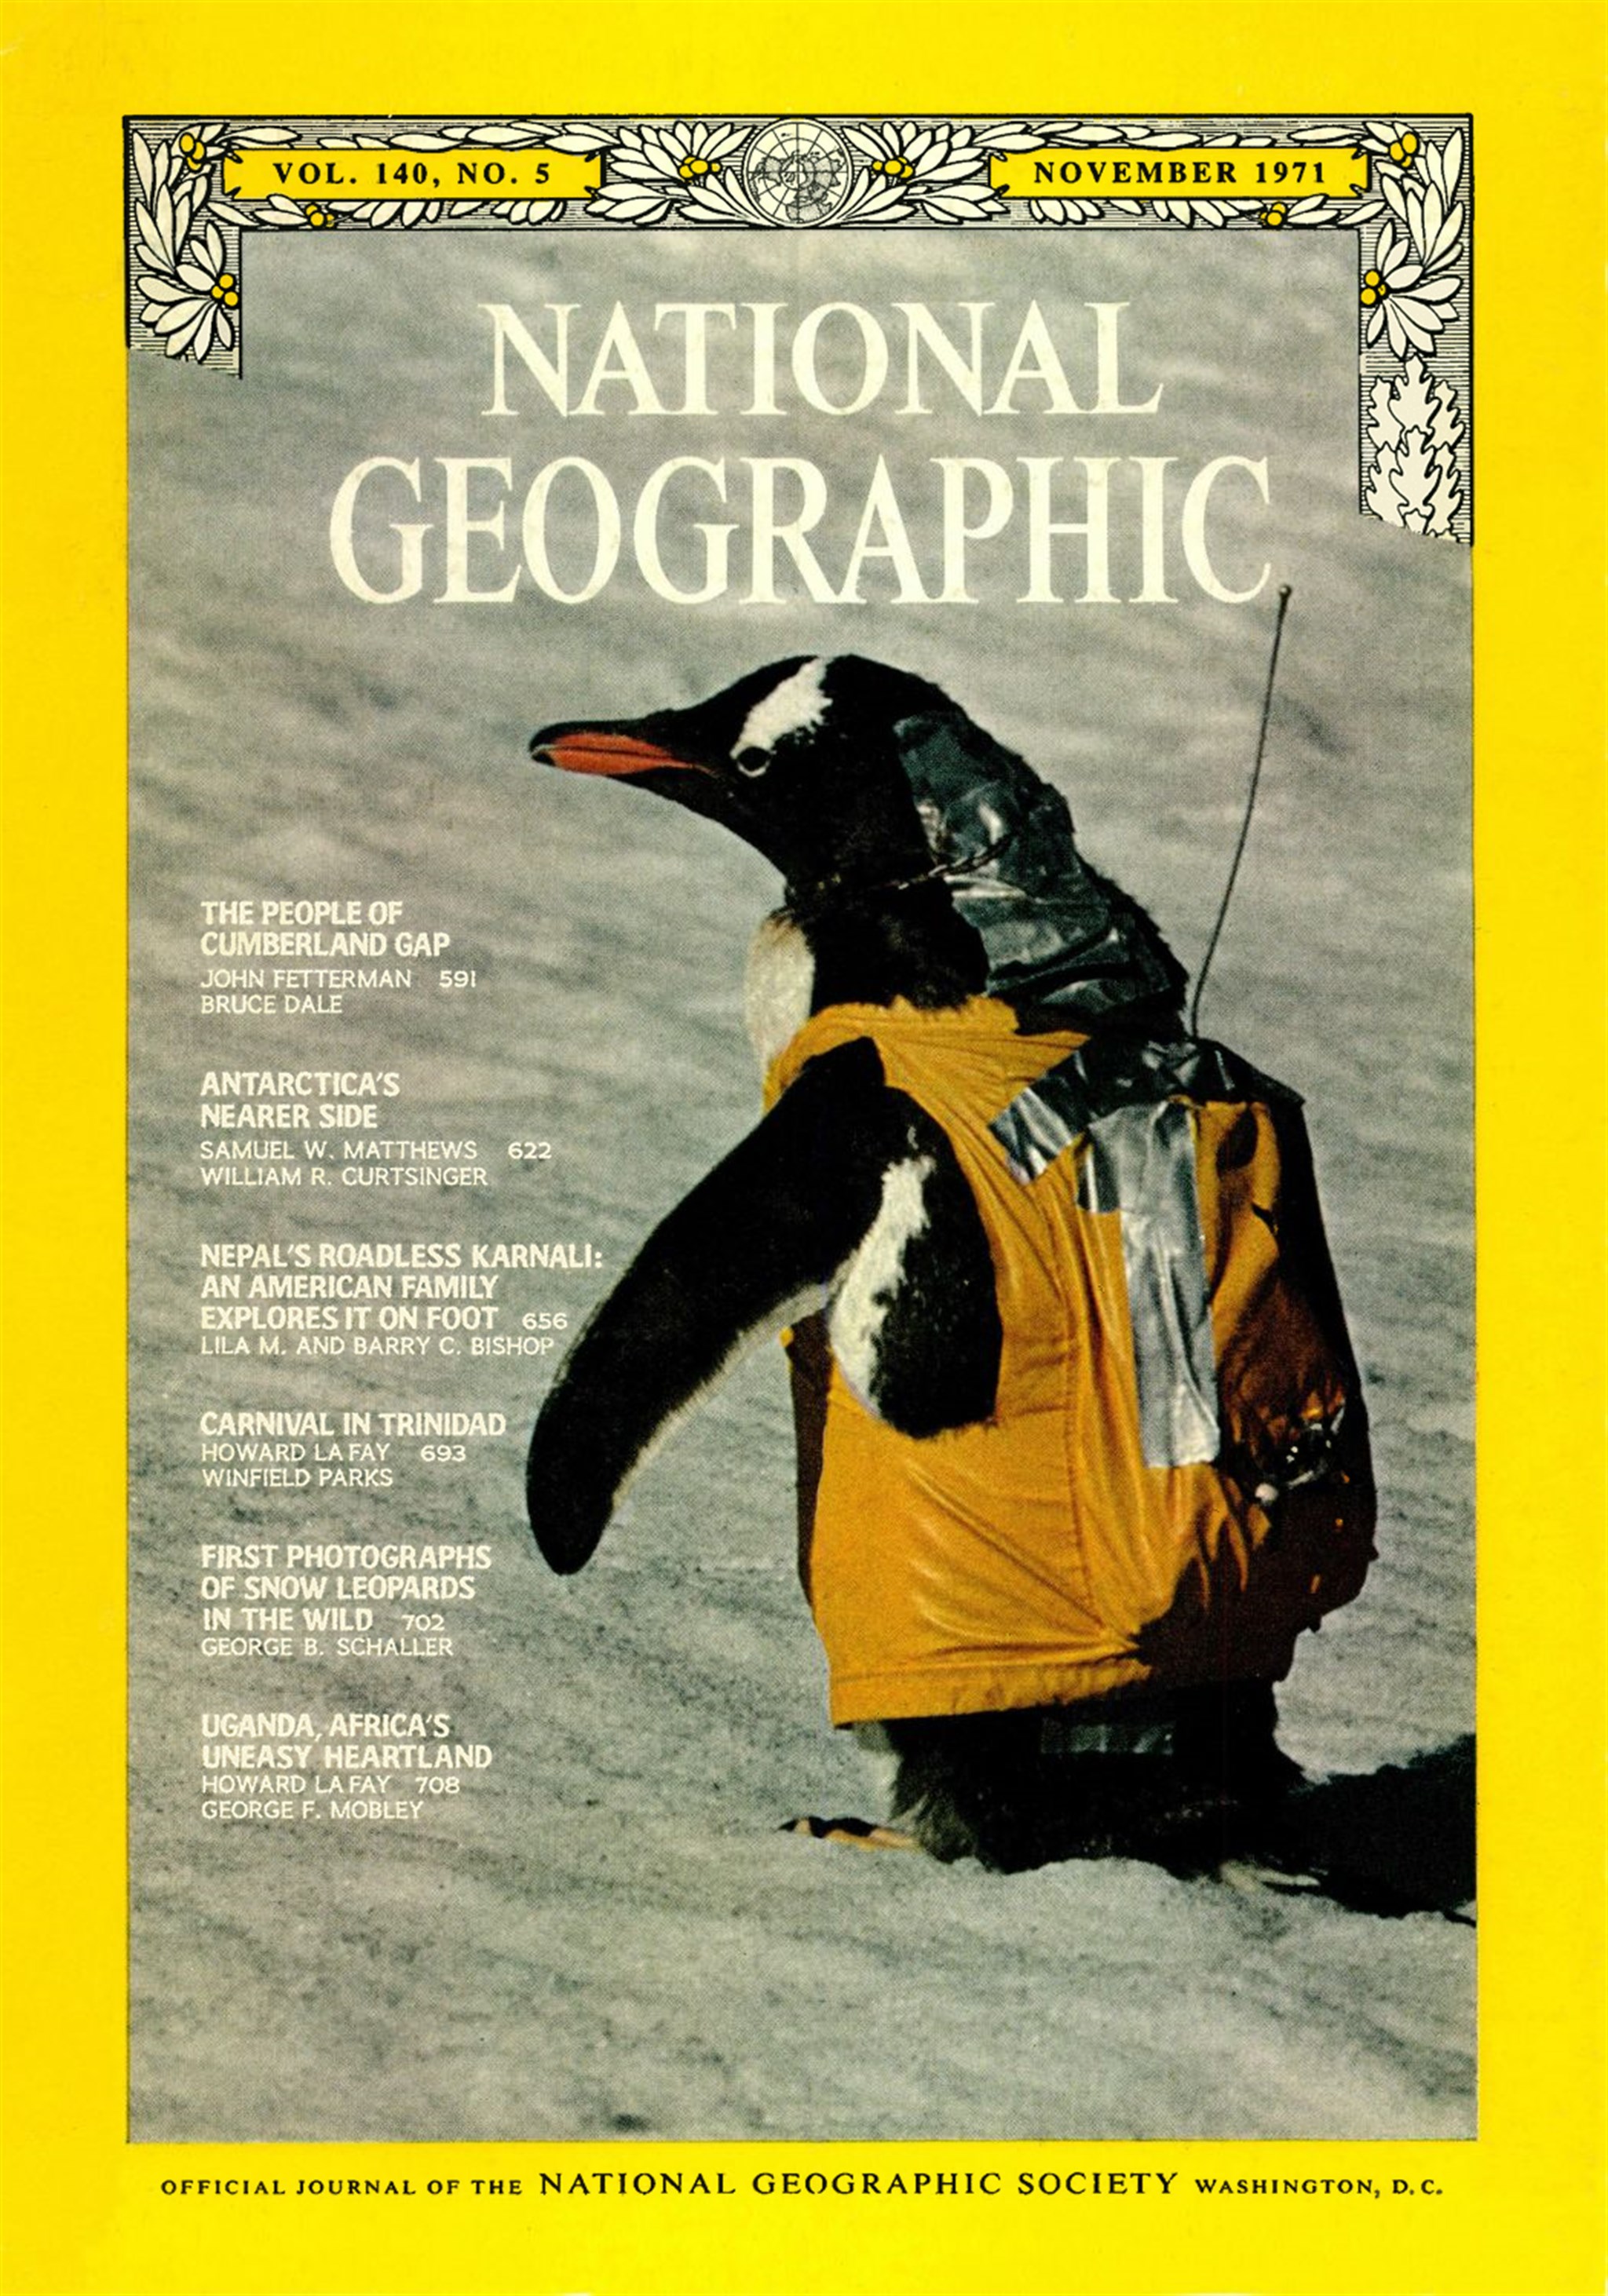 VOL. 140, NO. 5
NOVEMBER 1971
NATIONAL
GEOGRAPHIC
THE PEOPLE OF
CUMBERLAND GAP
JOHN FETTERMAN 591
BRUCE DALE
ANTARCTICA'S
NEARER SIDE
SAMUEL W. MATTHEWS 622
WILLIAM R. CURTSINGER
NEPAL'S ROADLESS KARNALI:
AN AMERICAN FAMILY
EXPLORES IT ON FOOT 656
LILA M. AND BARRY C. BISHOP
CARNIVAL IN TRINIDAD
HOWARD LA FAY 693
WINFIELD PARKS
FIRST PHOTOGRAPHS
OF SNOW LEOPARDS
IN THE WILD 702
GEORGE B. SCHALLER
UGANDA, AFRICA'S
UNEASY HEARTLAND
HOWARD LA FAY 708
GEORGE F. MOBLEY
OFFICIAL JOURNAL OF THE NATIONAL GEOGRAPHIC SOCIETY WASHINGTON, D.C.